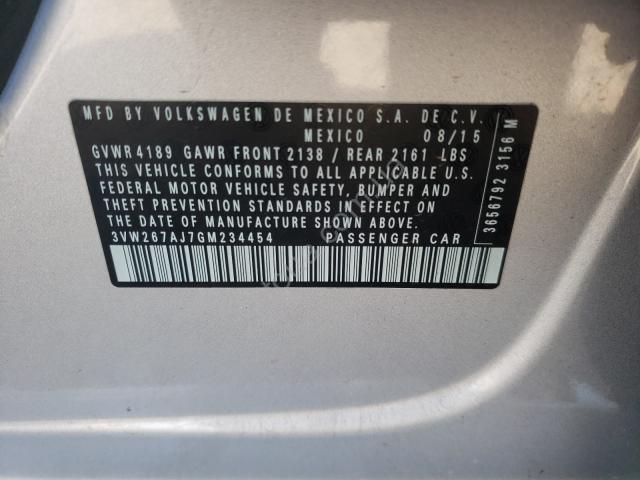 MFD BY VOLKSWAGEN DE MEXICO S.A. DE C.V.
MEXICO 08/15
GVWR 4189 GAWR FRONT 2138 / REAR 2161 LBS
THIS VEHICLE CONFORMS TO ALL APPLICABLE U.S.
FEDERAL MOTOR VEHICLE SAFETY, BUMPER AND
THEFT PREVENTION STANDARDS IN EFFECT ON
THE DATE OF MANUFACTURE SHOWN ABOVE.
3VW267AJ7GM234454 PASSENGER CAR
3656792 3156 M